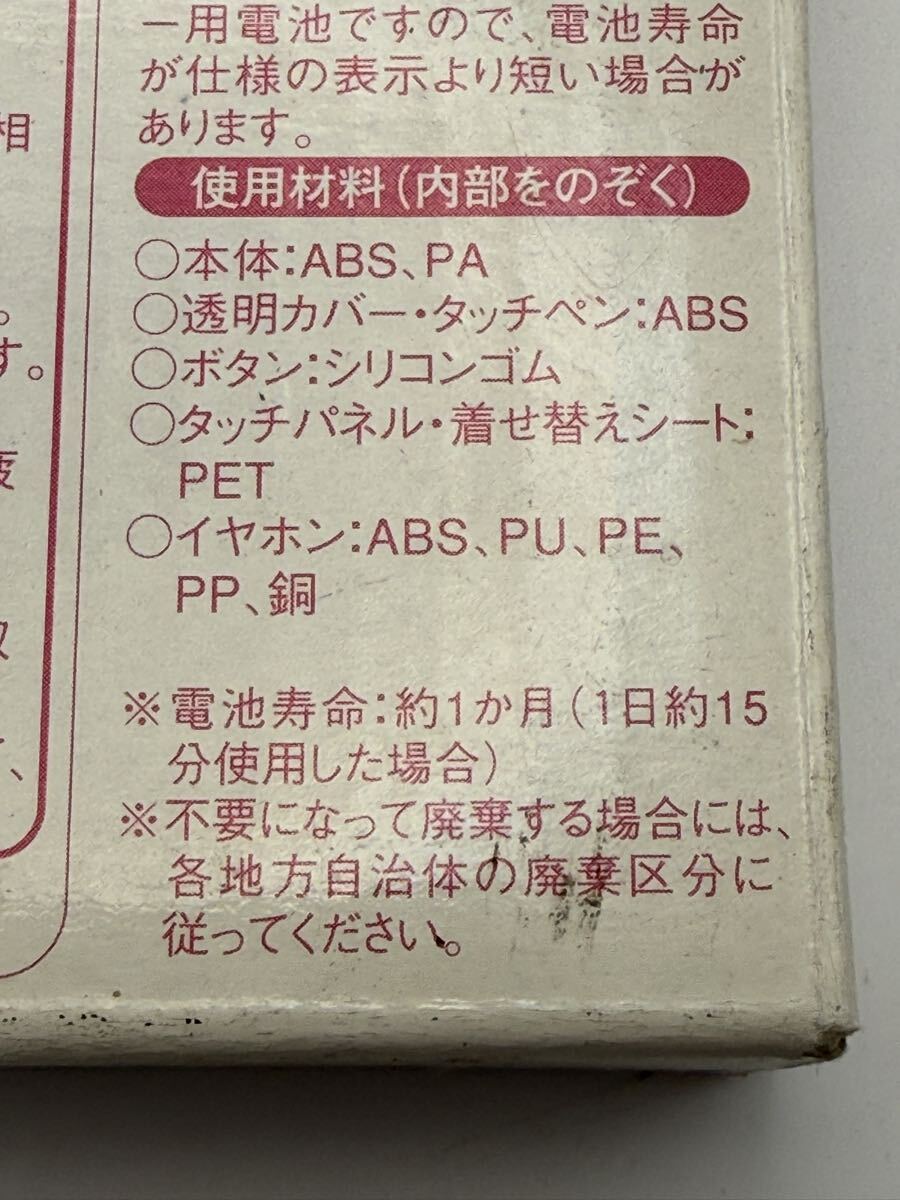 相
。
す。
ー用電池ですので、電池寿命
が仕様の表示より短い場合が
あります。
使用材料(内部をのぞく)
○本体:ABS、PA
○透明カバー・タッチペン:ABS
○ボタン:シリコンゴム
○タッチパネル・着せ替えシート:
PET
○イヤホン:ABS、PU、PE、
PP、銅
※電池寿命:約1か月(1日約15
分使用した場合)
※不要になって廃棄する場合には、
各地方自治体の廃棄区分に
従ってください。